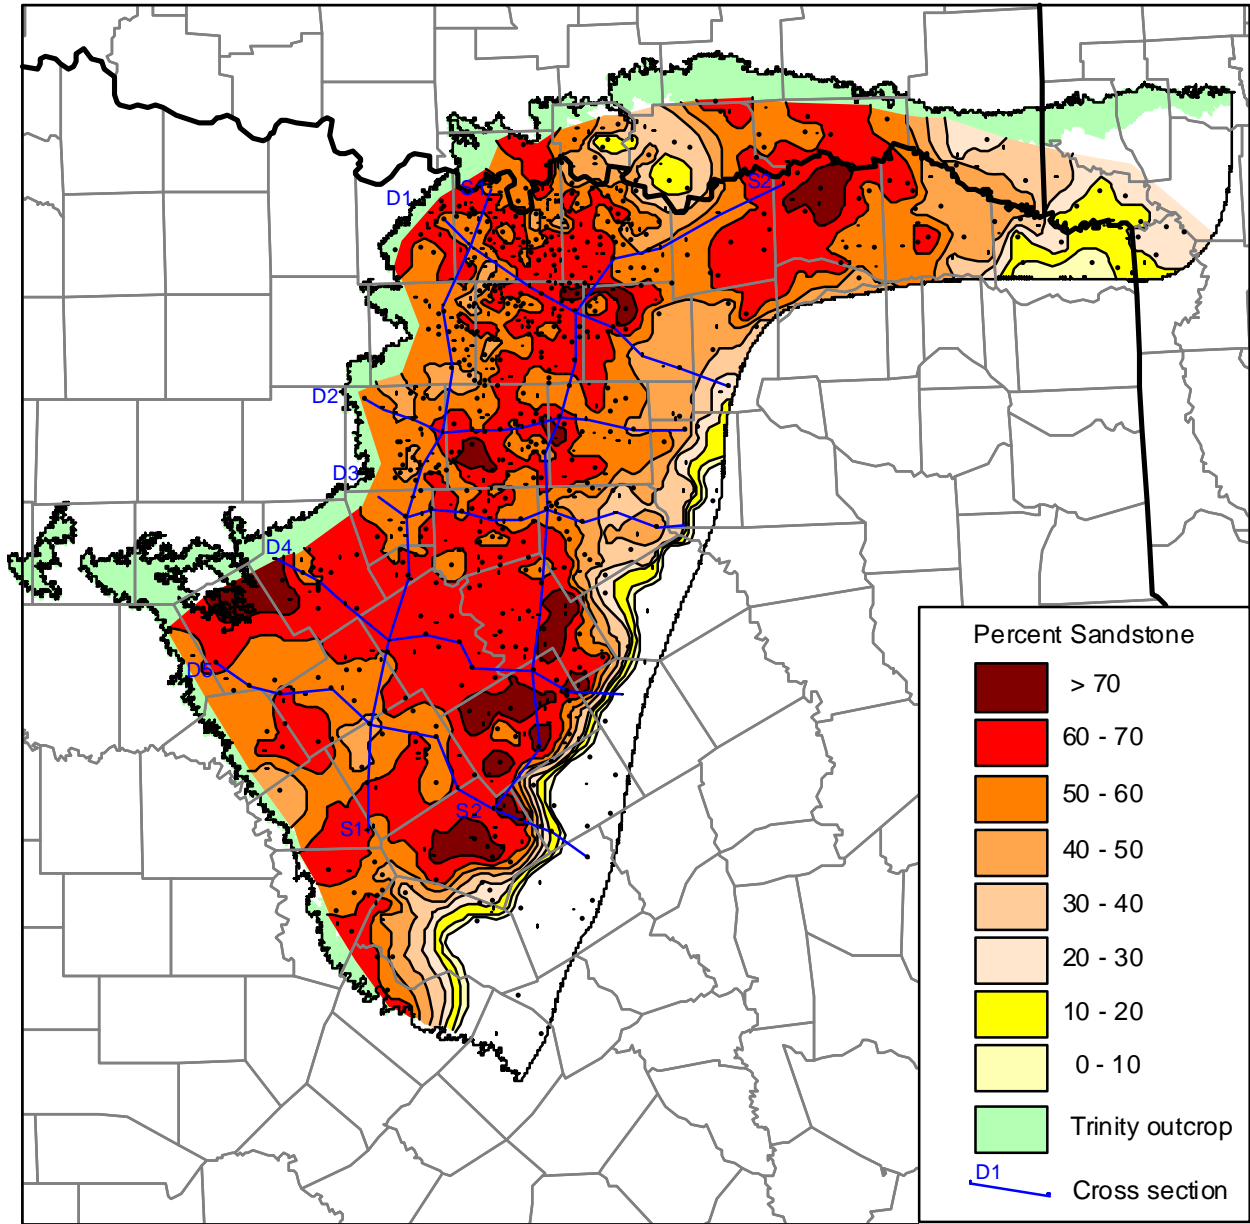 D1
S1
S2
D2
D3
D4
D5
S1
S2
Percent Sandstone
> 70
60 - 70
50 - 60
40 - 50
30 - 40
20 - 30
10 - 20
0 - 10
Trinity outcrop
D1
Cross section